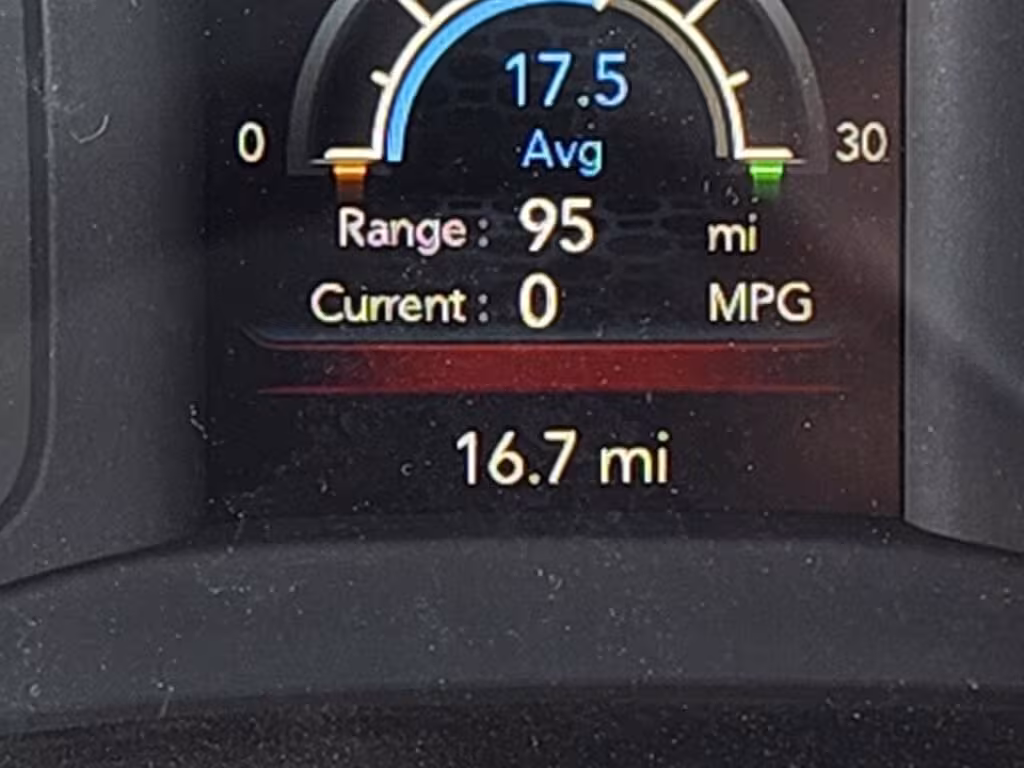 17.5
Avg
0 30
Range : 95 mi
Current : 0 MPG
16.7 mi